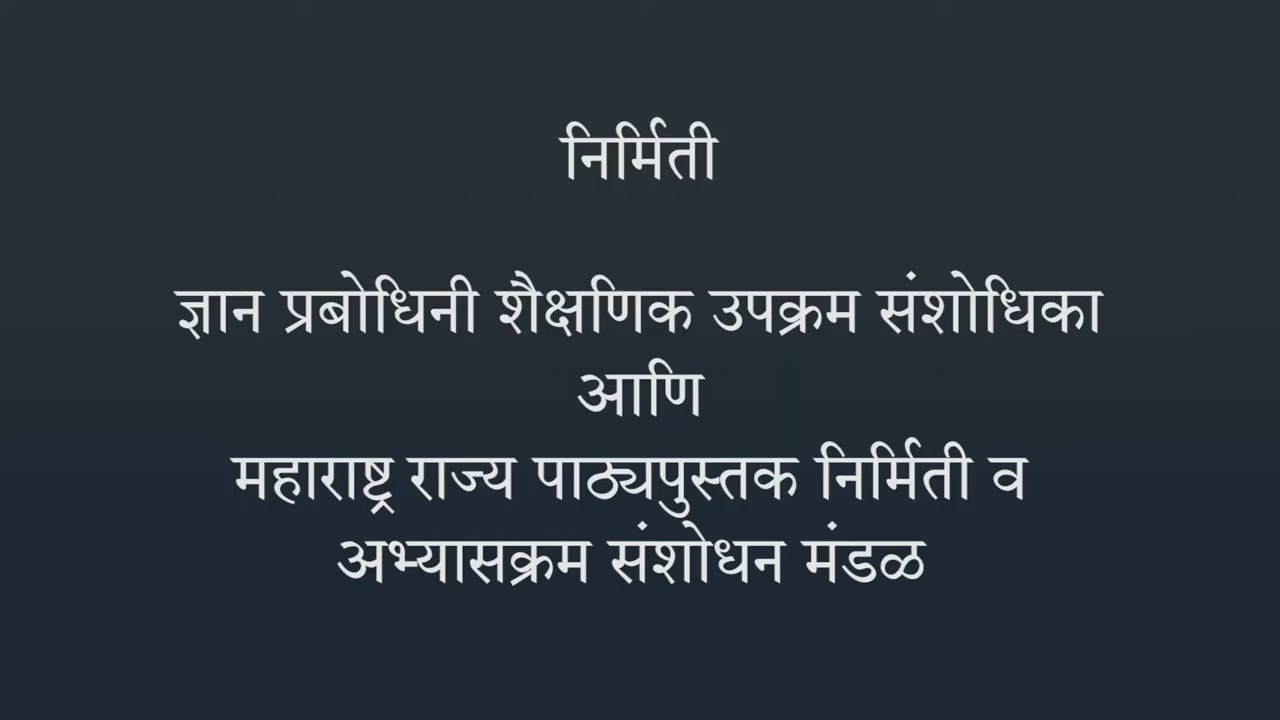 निर्मिती
ज्ञान प्रबोधिनी शैक्षणिक उपक्रम संशोधिका
आणि
महाराष्ट्र राज्य पाठ्यपुस्तक निर्मिती व
अभ्यासक्रम संशोधन मंडळ